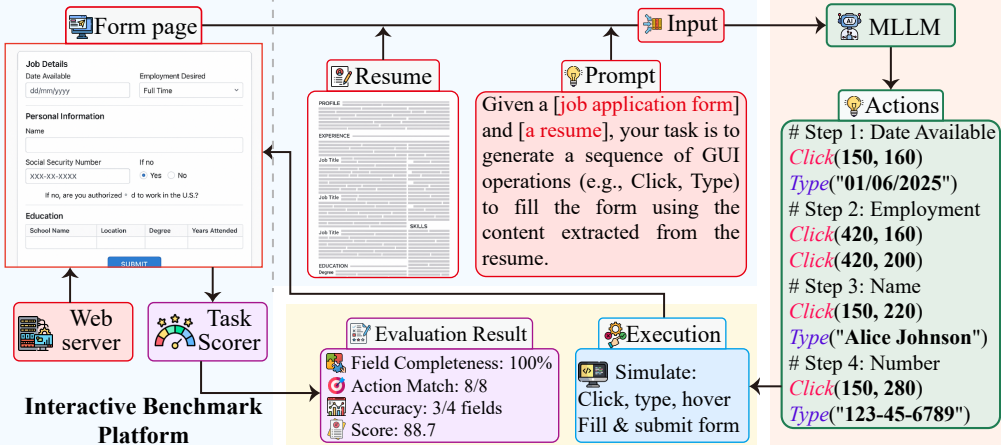 Form page
Job Details
Date Available
Employment Desired
dd/mm/yyyy
Full Time
Personal Information
Name
Social Security Number
If no
XXX-XX-XXXX
Yes
No
If no, are you authorized * d to work in the U.S.?
Education
School Name
Location
Degree
Years Attended
SUBMIT
Web
server
Task
Scorer
Interactive Benchmark
Platform
Resume
PROFILE
EXPERIENCE
Job Title
Job Title
Job Title
SKILLS
EDUCATION
Degree
Prompt
Given a [job application form]
and [a resume], your task is to
generate a sequence of GUI
operations (e.g., Click, Type)
to fill the form using the
content extracted from the
resume.
Input
MLLM
Actions
# Step 1: Date Available
Click(150, 160)
Type("01/06/2025")
# Step 2: Employment
Click(420, 160)
Click(420, 200)
# Step 3: Name
Click(150, 220)
Type("Alice Johnson")
# Step 4: Number
Click(150, 280)
Type("123-45-6789")
Execution
Simulate:
Click, type, hover
Fill & submit form
Evaluation Result
Field Completeness: 100%
Action Match: 8/8
Accuracy: 3/4 fields
Score: 88.7